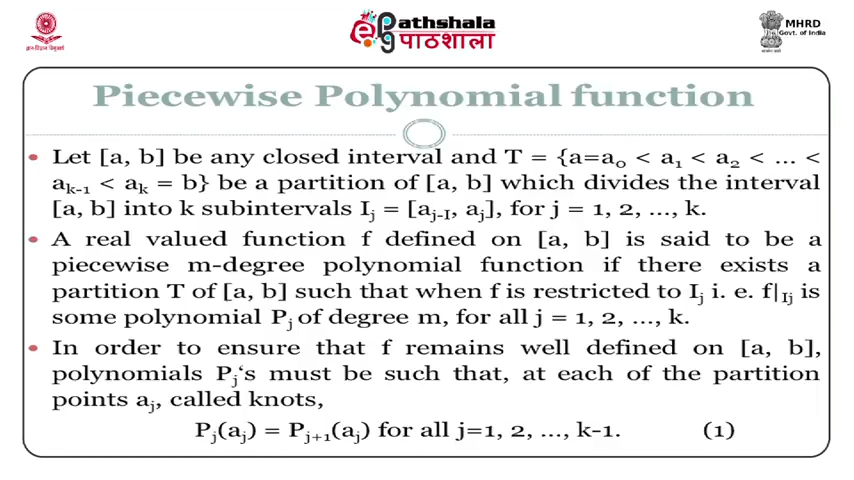 Pathshala
पाठशाला
MHRD
Govt. of India
Piecewise Polynomial function
• Let [a, b] be any closed interval and T = {a=a₀ < a₁ < a₂ < ... <
aₖ₋₁ < aₖ = b} be a partition of [a, b] which divides the interval
[a, b] into k subintervals Iⱼ = [aⱼ₋I, aⱼ], for j = 1, 2, ..., k.
• A real valued function f defined on [a, b] is said to be a
piecewise m-degree polynomial function if there exists a
partition T of [a, b] such that when f is restricted to Iⱼ i. e. f|Iⱼ is
some polynomial Pⱼ of degree m, for all j = 1, 2, ..., k.
• In order to ensure that f remains well defined on [a, b],
polynomials Pⱼ‘s must be such that, at each of the partition
points aⱼ, called knots,
Pⱼ(aⱼ) = Pⱼ₊₁(aⱼ) for all j=1, 2, ..., k-1. (1)